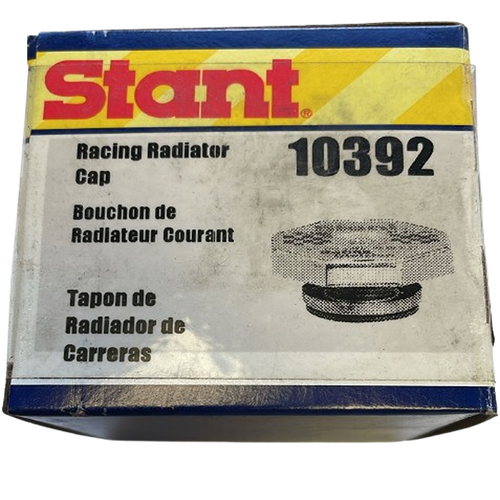 Stant®
Racing Radiator
Cap
10392
Bouchon de
Radiateur Courant
Tapon de
Radiador de
Carreras